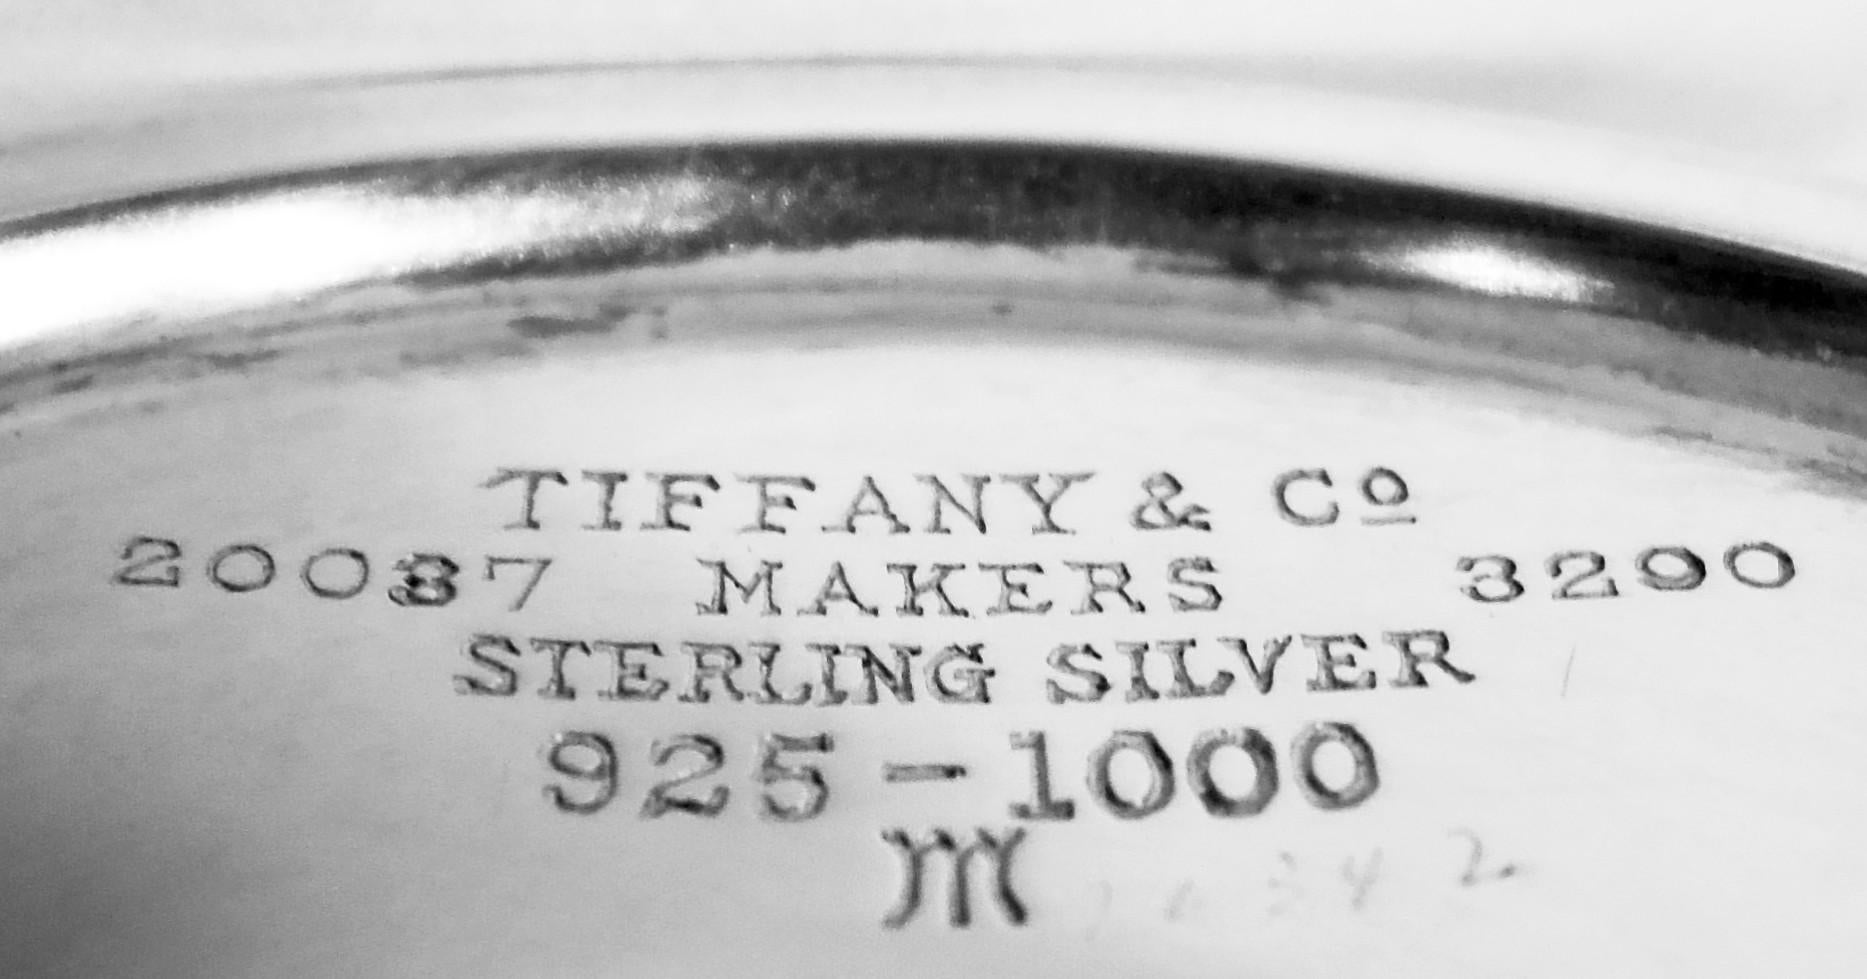 TIFFANY & Cº
20037 MAKERS 3290
STERLING SILVER
925-1000
M